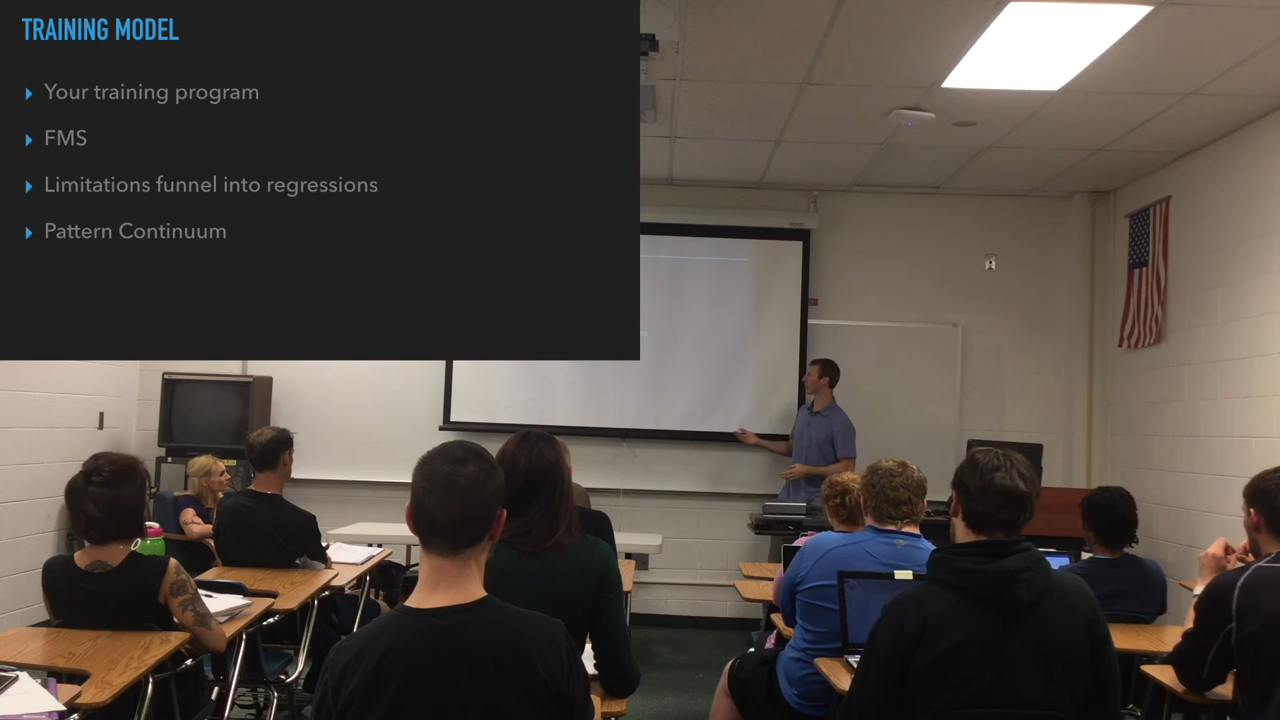 TRAINING MODEL
Your training program
FMS
Limitations funnel into regressions
Pattern Continuum